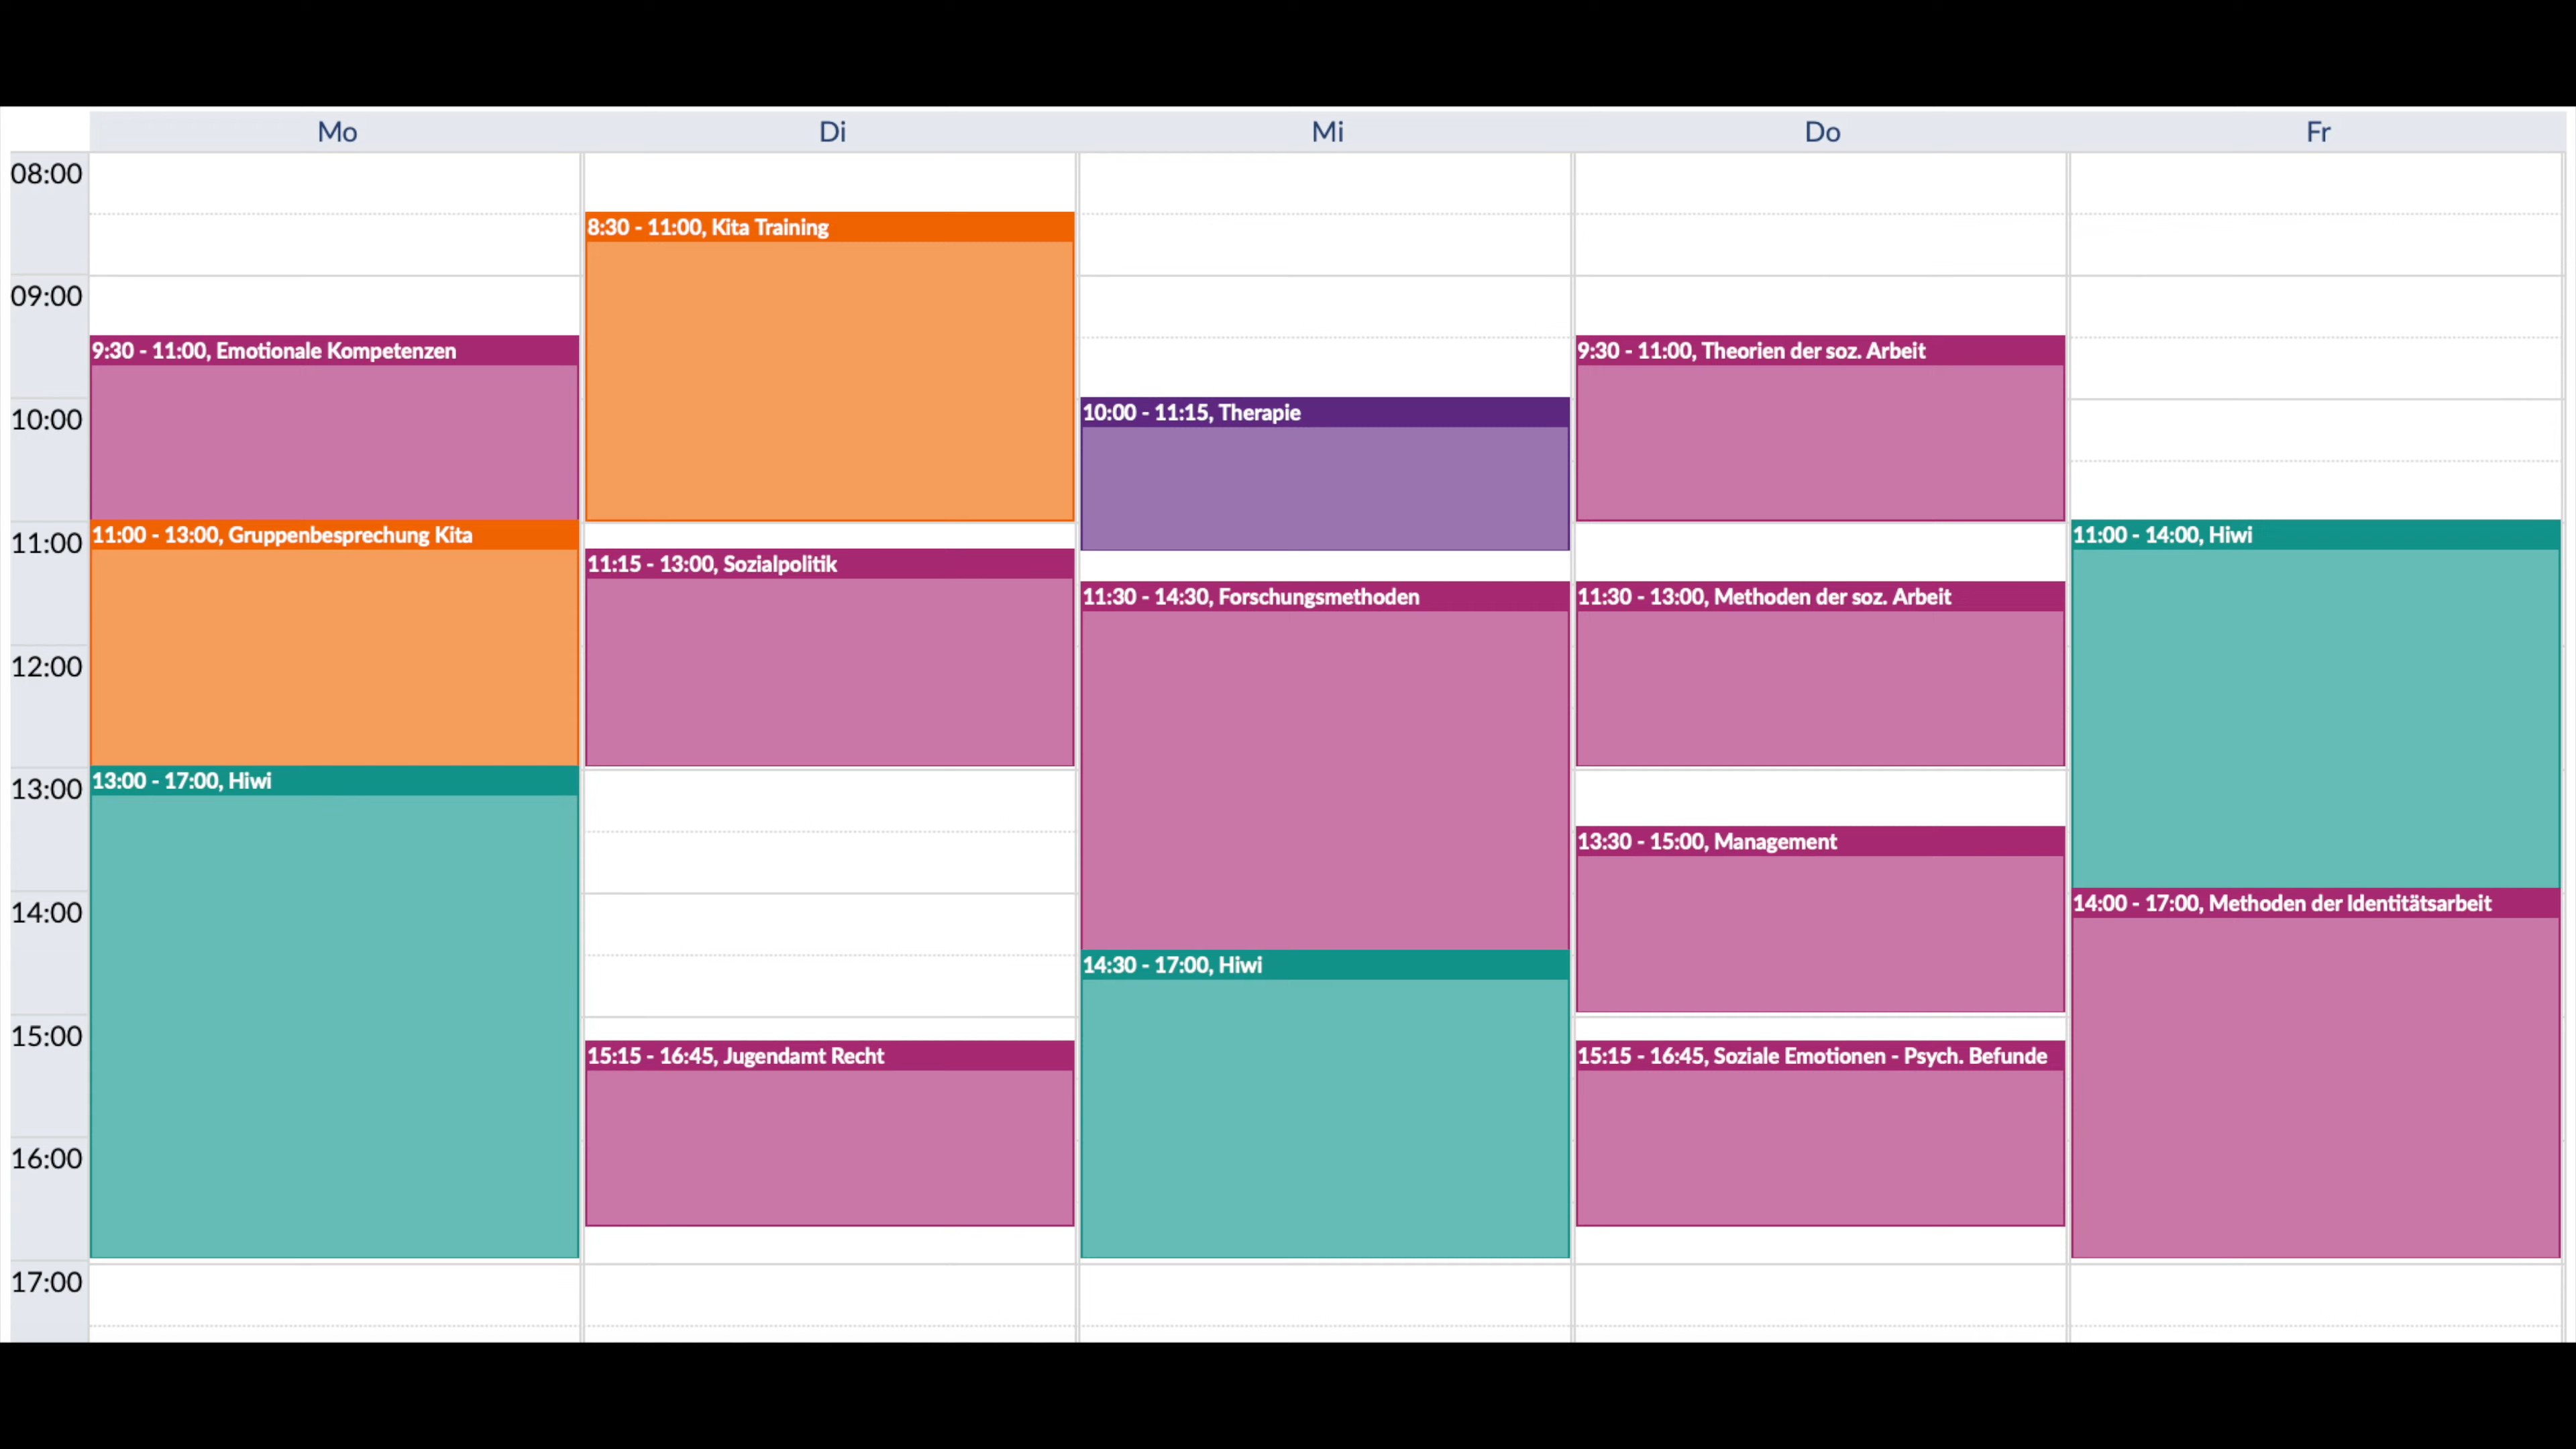 Mo
Di
Mi
Do
Fr
08:00
09:00
10:00
11:00
12:00
13:00
14:00
15:00
16:00
17:00
9:30 - 11:00, Emotionale Kompetenzen
11:00 - 13:00, Gruppenbesprechung Kita
13:00 - 17:00, Hiwi
8:30 - 11:00, Kita Training
11:15 - 13:00, Sozialpolitik
15:15 - 16:45, Jugendamt Recht
10:00 - 11:15, Therapie
11:30 - 14:30, Forschungsmethoden
14:30 - 17:00, Hiwi
9:30 - 11:00, Theorien der soz. Arbeit
11:30 - 13:00, Methoden der soz. Arbeit
13:30 - 15:00, Management
15:15 - 16:45, Soziale Emotionen - Psych. Befunde
11:00 - 14:00, Hiwi
14:00 - 17:00, Methoden der Identitätsarbeit